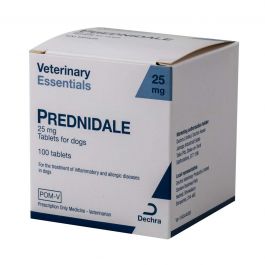 Veterinary
Essentials
25
mg
PREDNIDALE
25 mg
Tablets for dogs
100 tablets
For the treatment of inflammatory and allergic diseases
in dogs
POM-V
Prescription Only Medicine - Veterinarian
Dechra